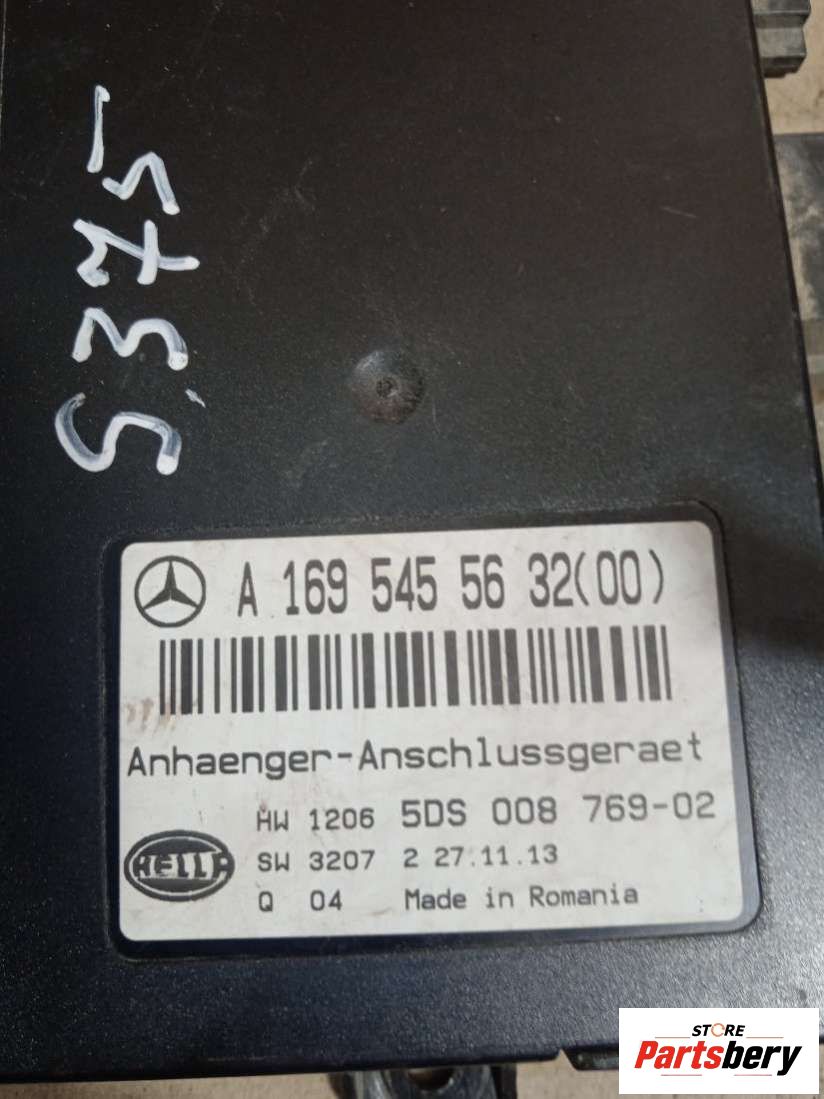 5375
A 169 545 56 32(00)
Anhaenger-Anschlussgeraet
HW 1206 5DS 008 769-02
HELLA
SW 3207 2 27.11.13
Q 04 Made in Romania
STORE
Partsbery